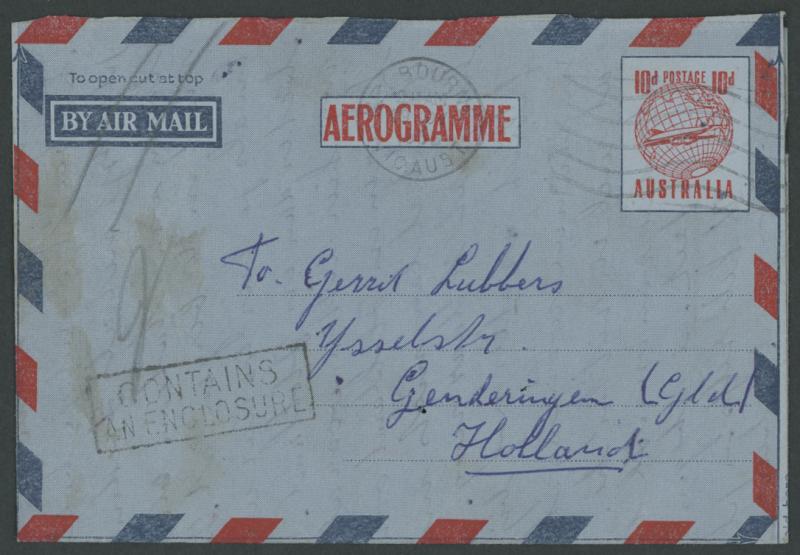 To open cut at top
BY AIR MAIL
AEROGRAMME
10d POSTAGE 10d
AUSTRALIA
To. Gerrit Lubbers
Ysselstr.
Genderingen (Gld)
Holland
CONTAINS
AN ENCLOSURE